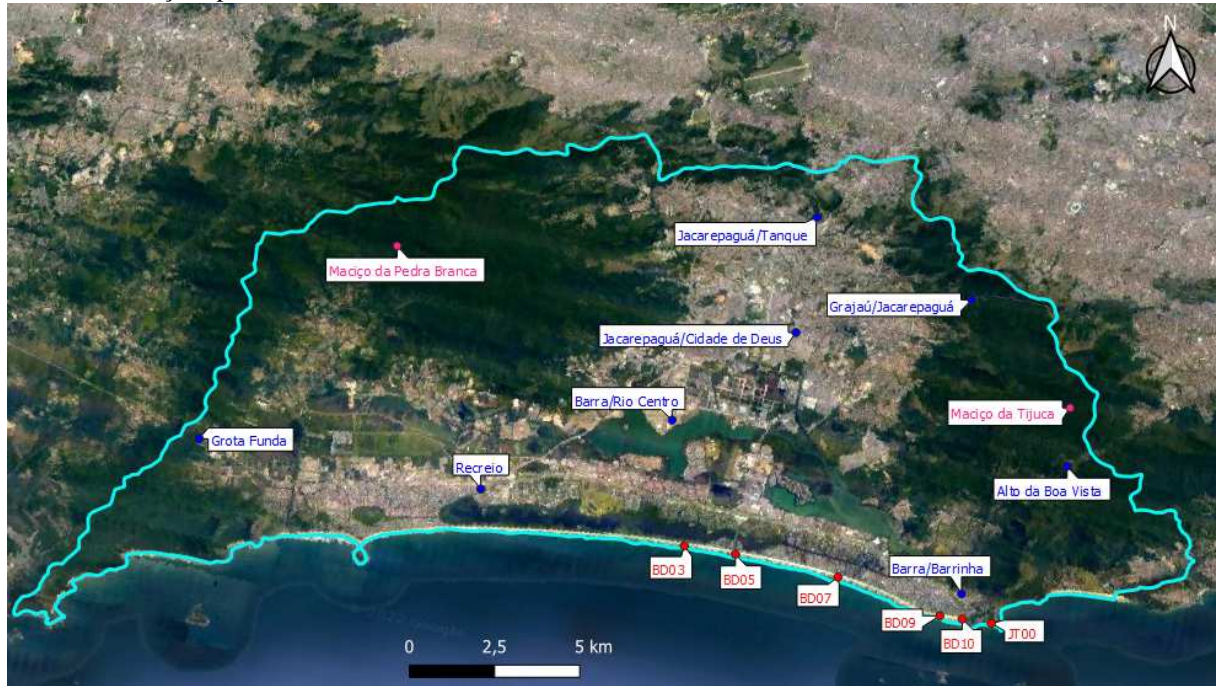 N
Jacarepaguá/Tanque
Maciço da Pedra Branca
Grajaú/Jacarepaguá
Jacarepaguá/Cidade de Deus
Barra/Rio Centro
Maciço da Tijuca
Grota Funda
Recreio
Alto da Boa Vista
BD03
BD05
Barra/Barrinha
BD07
BD09
BD10
JT00
0 2,5 5 km